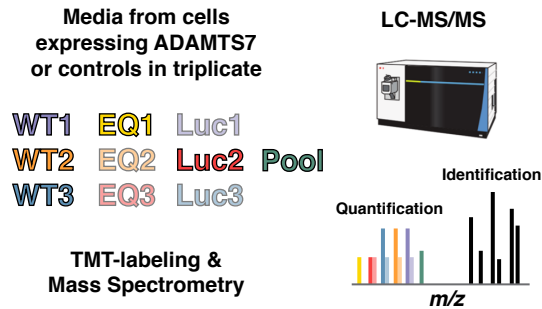 Media from cells
expressing ADAMTS7
or controls in triplicate
WT1 EQ1 Luc1
WT2 EQ2 Luc2 Pool
WT3 EQ3 Luc3
TMT-labeling &
Mass Spectrometry
LC-MS/MS
Identification
Quantification
m/z